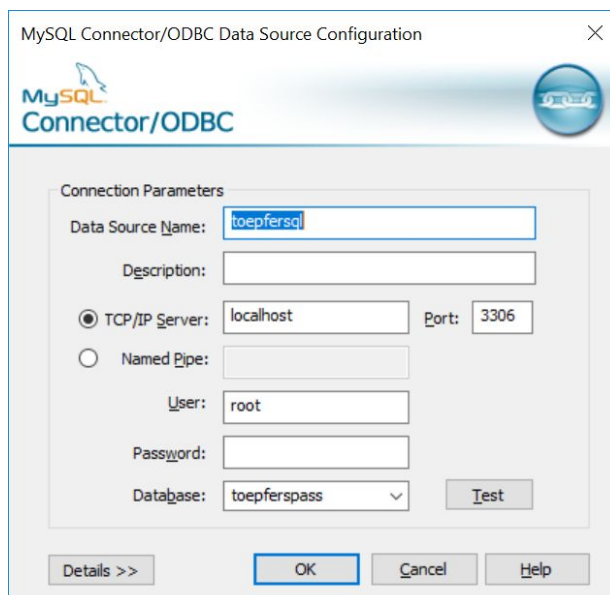 MySQL Connector/ODBC Data Source Configuration
MySQL
Connector/ODBC
Connection Parameters
Data Source Name: toepfersql
Description:
TCP/IP Server: localhost Port: 3306
Named Pipe:
User: root
Password:
Database: toepferspass Test
Details >> OK Cancel Help